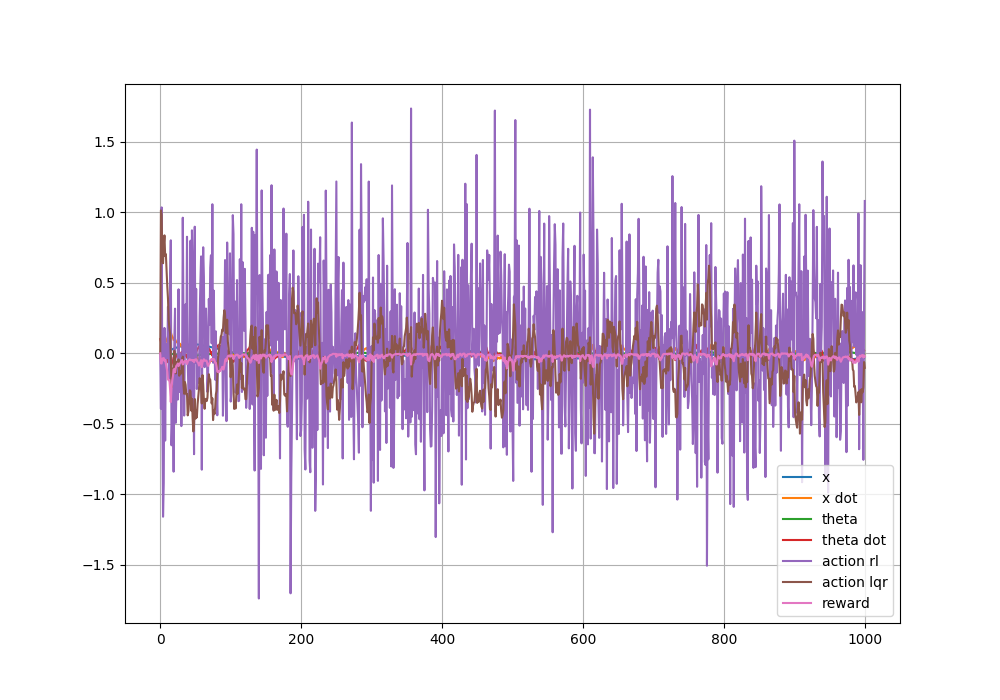 1.5
1.0
0.5
0.0
−0.5
−1.0
−1.5
0 200 400 600 800 1000
x
x dot
theta
theta dot
action rl
action lqr
reward